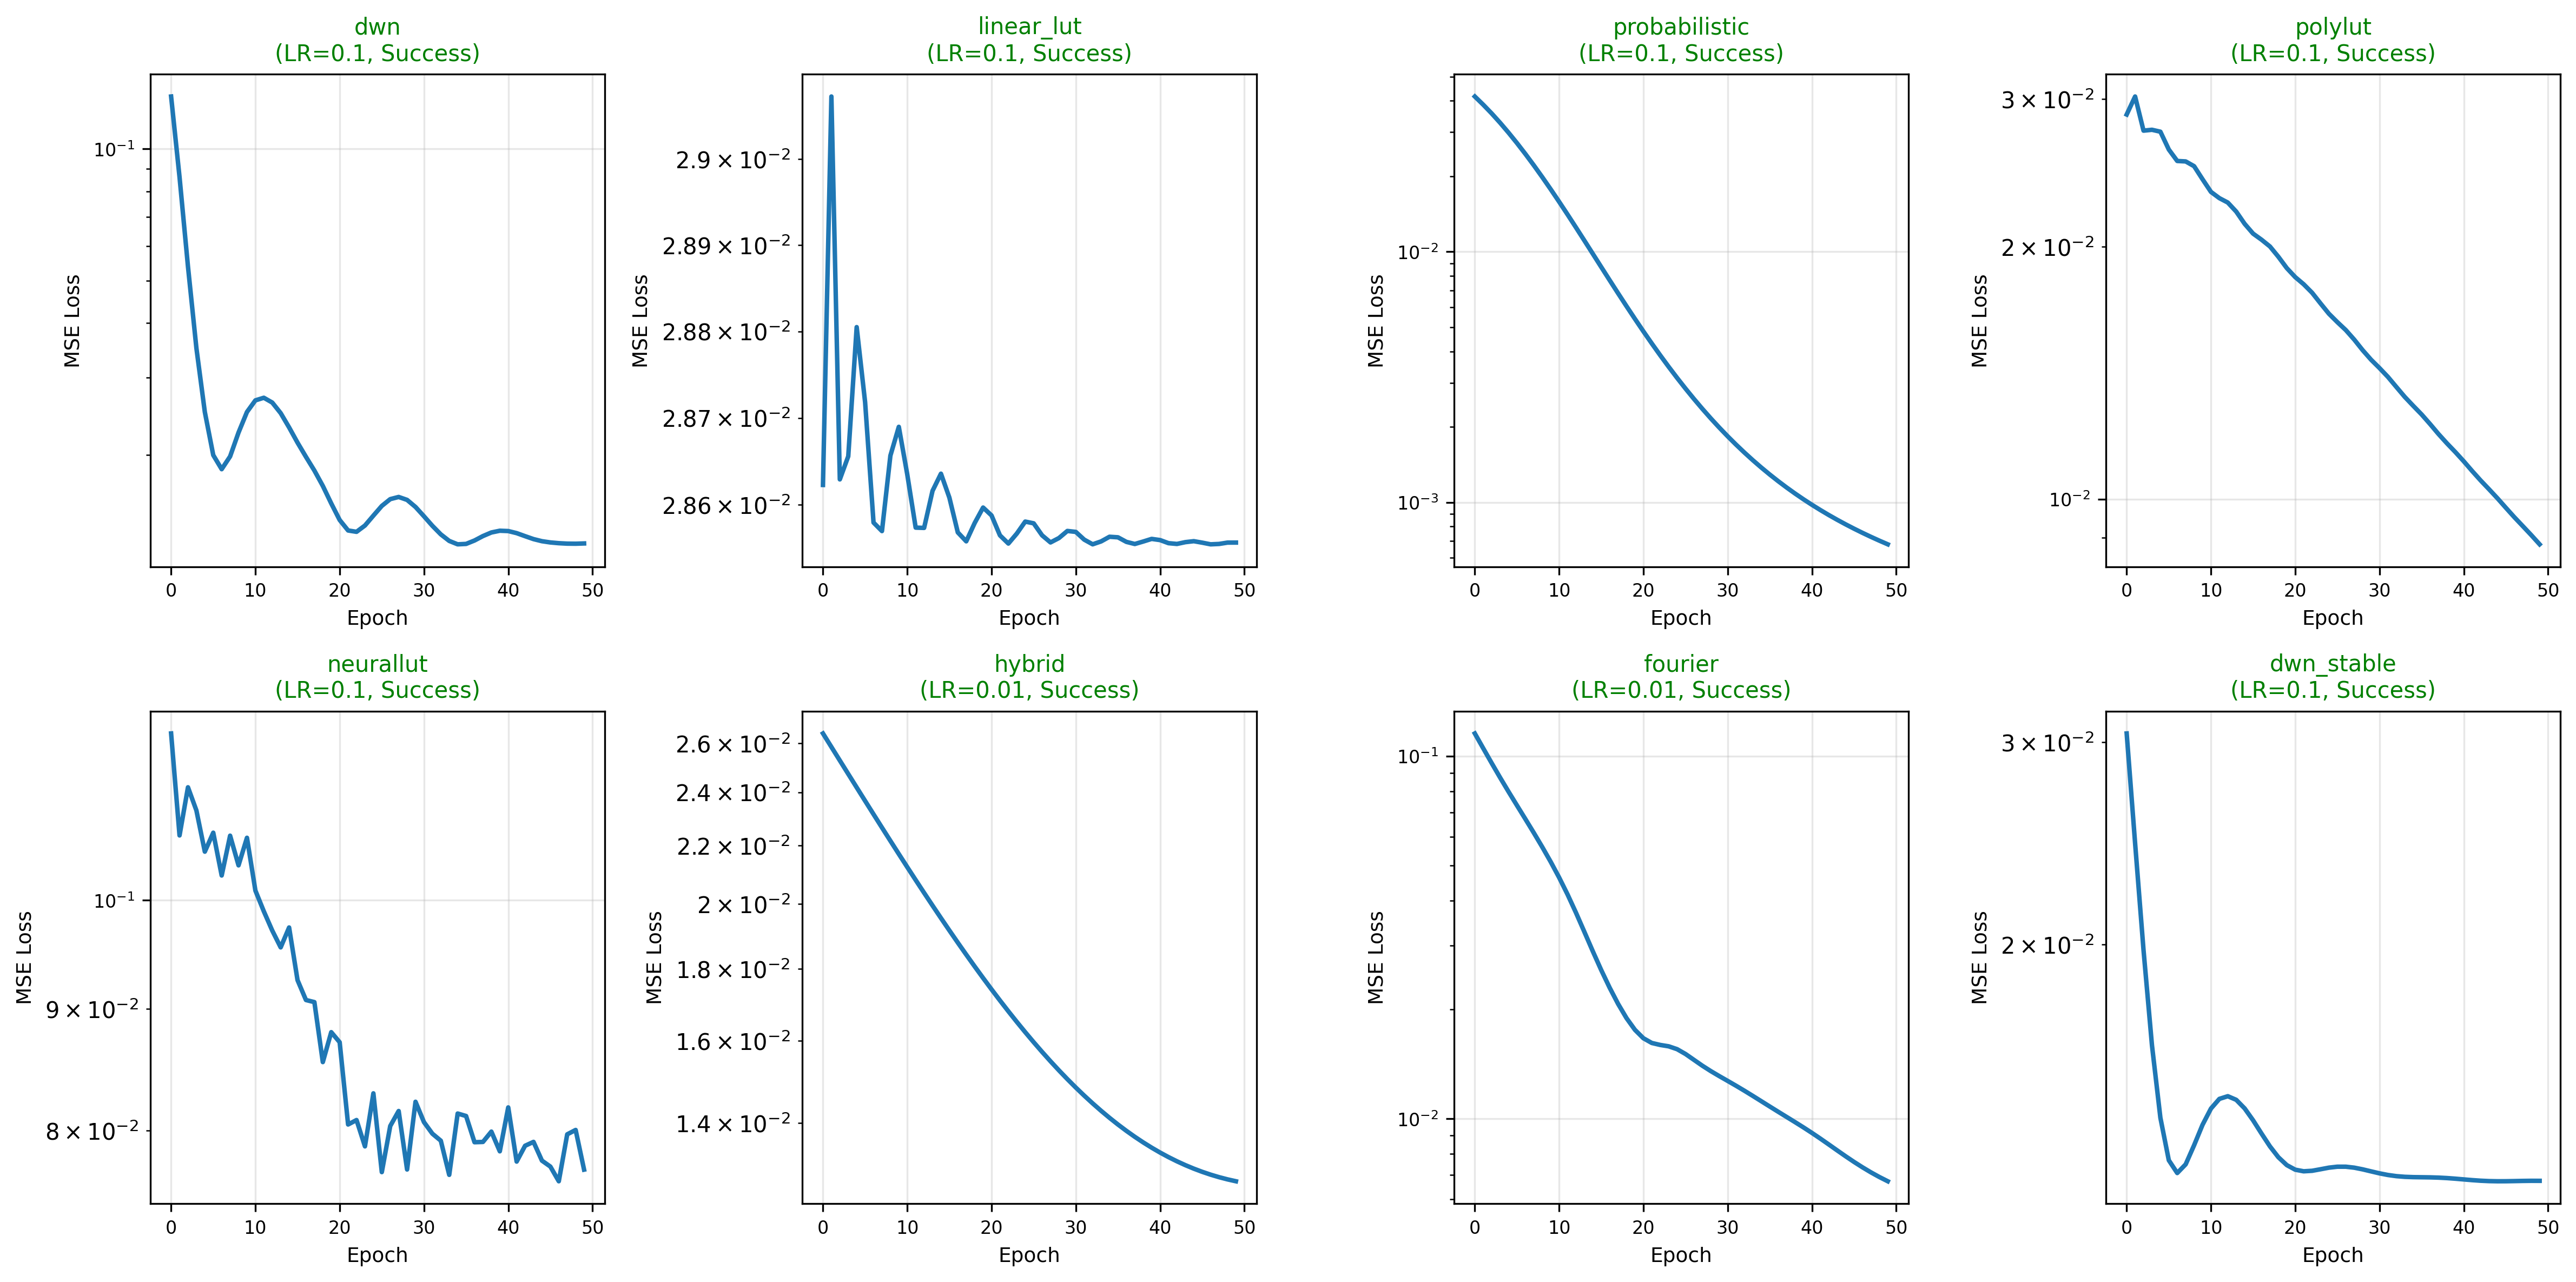 dwn
(LR=0.1, Success)
MSE Loss
10⁻¹
0 10 20 30 40 50
Epoch
linear_lut
(LR=0.1, Success)
MSE Loss
2.9 × 10⁻²
2.89 × 10⁻²
2.88 × 10⁻²
2.87 × 10⁻²
2.86 × 10⁻²
0 10 20 30 40 50
Epoch
probabilistic
(LR=0.1, Success)
MSE Loss
10⁻²
10⁻³
0 10 20 30 40 50
Epoch
polylut
(LR=0.1, Success)
MSE Loss
3 × 10⁻²
2 × 10⁻²
10⁻²
0 10 20 30 40 50
Epoch
neurallut
(LR=0.1, Success)
MSE Loss
10⁻¹
9 × 10⁻²
8 × 10⁻²
0 10 20 30 40 50
Epoch
hybrid
(LR=0.01, Success)
MSE Loss
2.6 × 10⁻²
2.4 × 10⁻²
2.2 × 10⁻²
2 × 10⁻²
1.8 × 10⁻²
1.6 × 10⁻²
1.4 × 10⁻²
0 10 20 30 40 50
Epoch
fourier
(LR=0.01, Success)
MSE Loss
10⁻¹
10⁻²
0 10 20 30 40 50
Epoch
dwn_stable
(LR=0.1, Success)
MSE Loss
3 × 10⁻²
2 × 10⁻²
0 10 20 30 40 50
Epoch